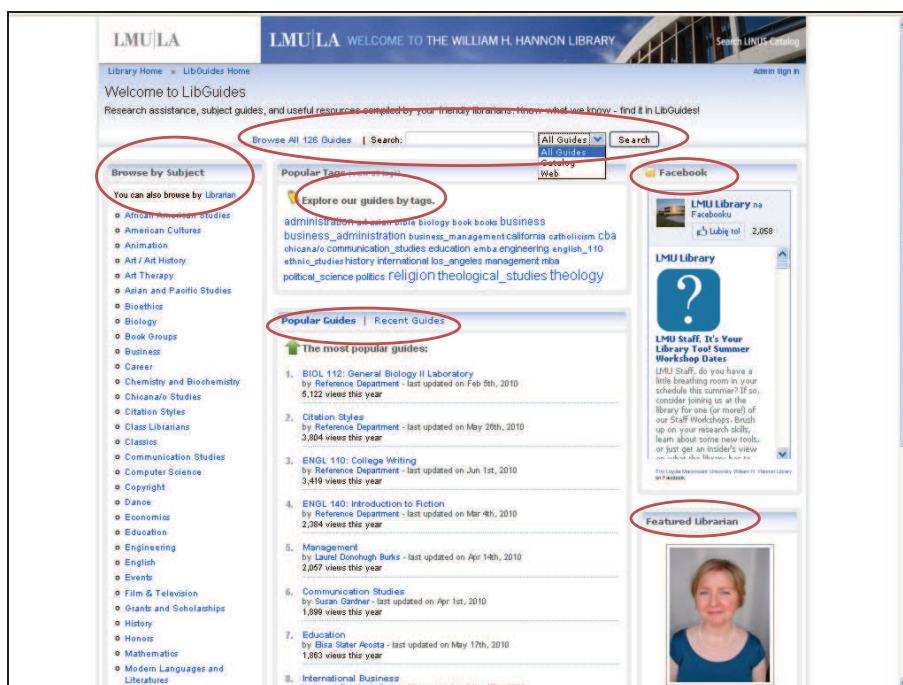 LMU|LA
LMU|LA WELCOME TO THE WILLIAM H. HANNON LIBRARY
Search LINUS Catalog
Library Home » LibGuides Home
Admin Sign In
Welcome to LibGuides
Research assistance, subject guides, and useful resources compiled by your friendly librarians. Know what we know - find it in LibGuides!
Browse All 126 Guides | Search:
All Guides
Search
All Guides
Catalog
Web
Browse by Subject
You can also browse by Librarian
African American Studies
American Cultures
Animation
Art / Art History
Art Therapy
Asian and Pacific Studies
Bioethics
Biology
Book Groups
Business
Career
Chemistry and Biochemistry
Chicana/o Studies
Citation Styles
Class Librarians
Classics
Communication Studies
Computer Science
Copyright
Dance
Economics
Education
Engineering
English
Events
Film & Television
Grants and Scholarships
History
Honors
Mathematics
Modern Languages and
Literatures
Popular Tags
Explore our guides by tags.
administration art asian bible biology book books business
business_administration business_management california catholicism cba
chicana/o communication_studies education emba engineering english_110
ethnic_studies history international los_angeles management mba
political_science politics religion theological_studies theology
Popular Guides | Recent Guides
The most popular guides:
1. BIOL 112: General Biology II Laboratory
by Reference Department - last updated on Feb 5th, 2010
5,122 views this year
2. Citation Styles
by Reference Department - last updated on May 26th, 2010
3,804 views this year
3. ENGL 110: College Writing
by Reference Department - last updated on Jun 1st, 2010
3,419 views this year
4. ENGL 140: Introduction to Fiction
by Reference Department - last updated on Mar 4th, 2010
2,384 views this year
5. Management
by Laurel Donohugh Burks - last updated on Apr 14th, 2010
2,057 views this year
6. Communication Studies
by Susan Gardner - last updated on Apr 1st, 2010
1,899 views this year
7. Education
by Elisa Slater Acosta - last updated on May 17th, 2010
1,863 views this year
8. International Business
Facebook
LMU Library na
Facebooku
Lubię to! 2,058
LMU Library
?
LMU Staff, It's Your
Library Too! Summer
Workshop Dates
LMU Staff, do you have a
little breathing room in your
schedule this summer? If so,
consider joining us at the
library for one (or more!) of
our Staff Workshops. Brush
up on your research skills,
learn about some new tools,
or just get an insider's view
on what the library has to
The Loyola Marymount University William H. Hannon Library
on Facebook.
Featured Librarian